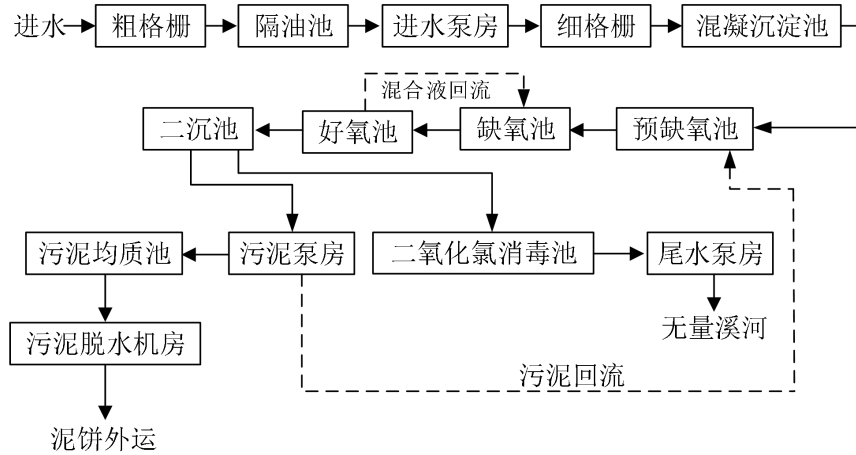 进水
粗格栅
隔油池
进水泵房
细格栅
混凝沉淀池
混合液回流
二沉池
好氧池
缺氧池
预缺氧池
污泥均质池
污泥泵房
二氧化氯消毒池
尾水泵房
无量溪河
污泥脱水机房
污泥回流
泥饼外运